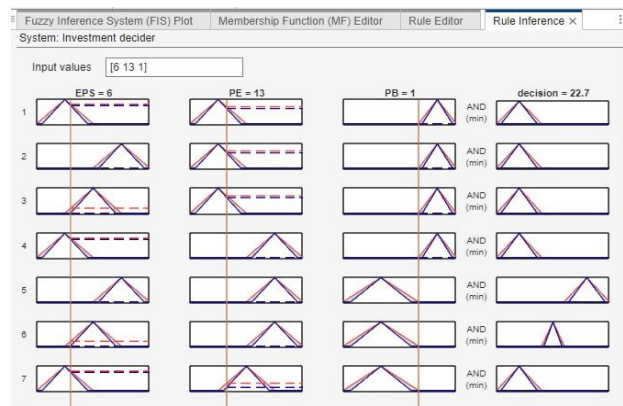 Fuzzy Inference System (FIS) Plot Membership Function (MF) Editor Rule Editor Rule Inference ×
System: Investment decider
Input values [6 13 1]
EPS = 6 PE = 13 PB = 1 decision = 22.7
1 AND
(min)
2 AND
(min)
3 AND
(min)
4 AND
(min)
5 AND
(min)
6 AND
(min)
7 AND
(min)